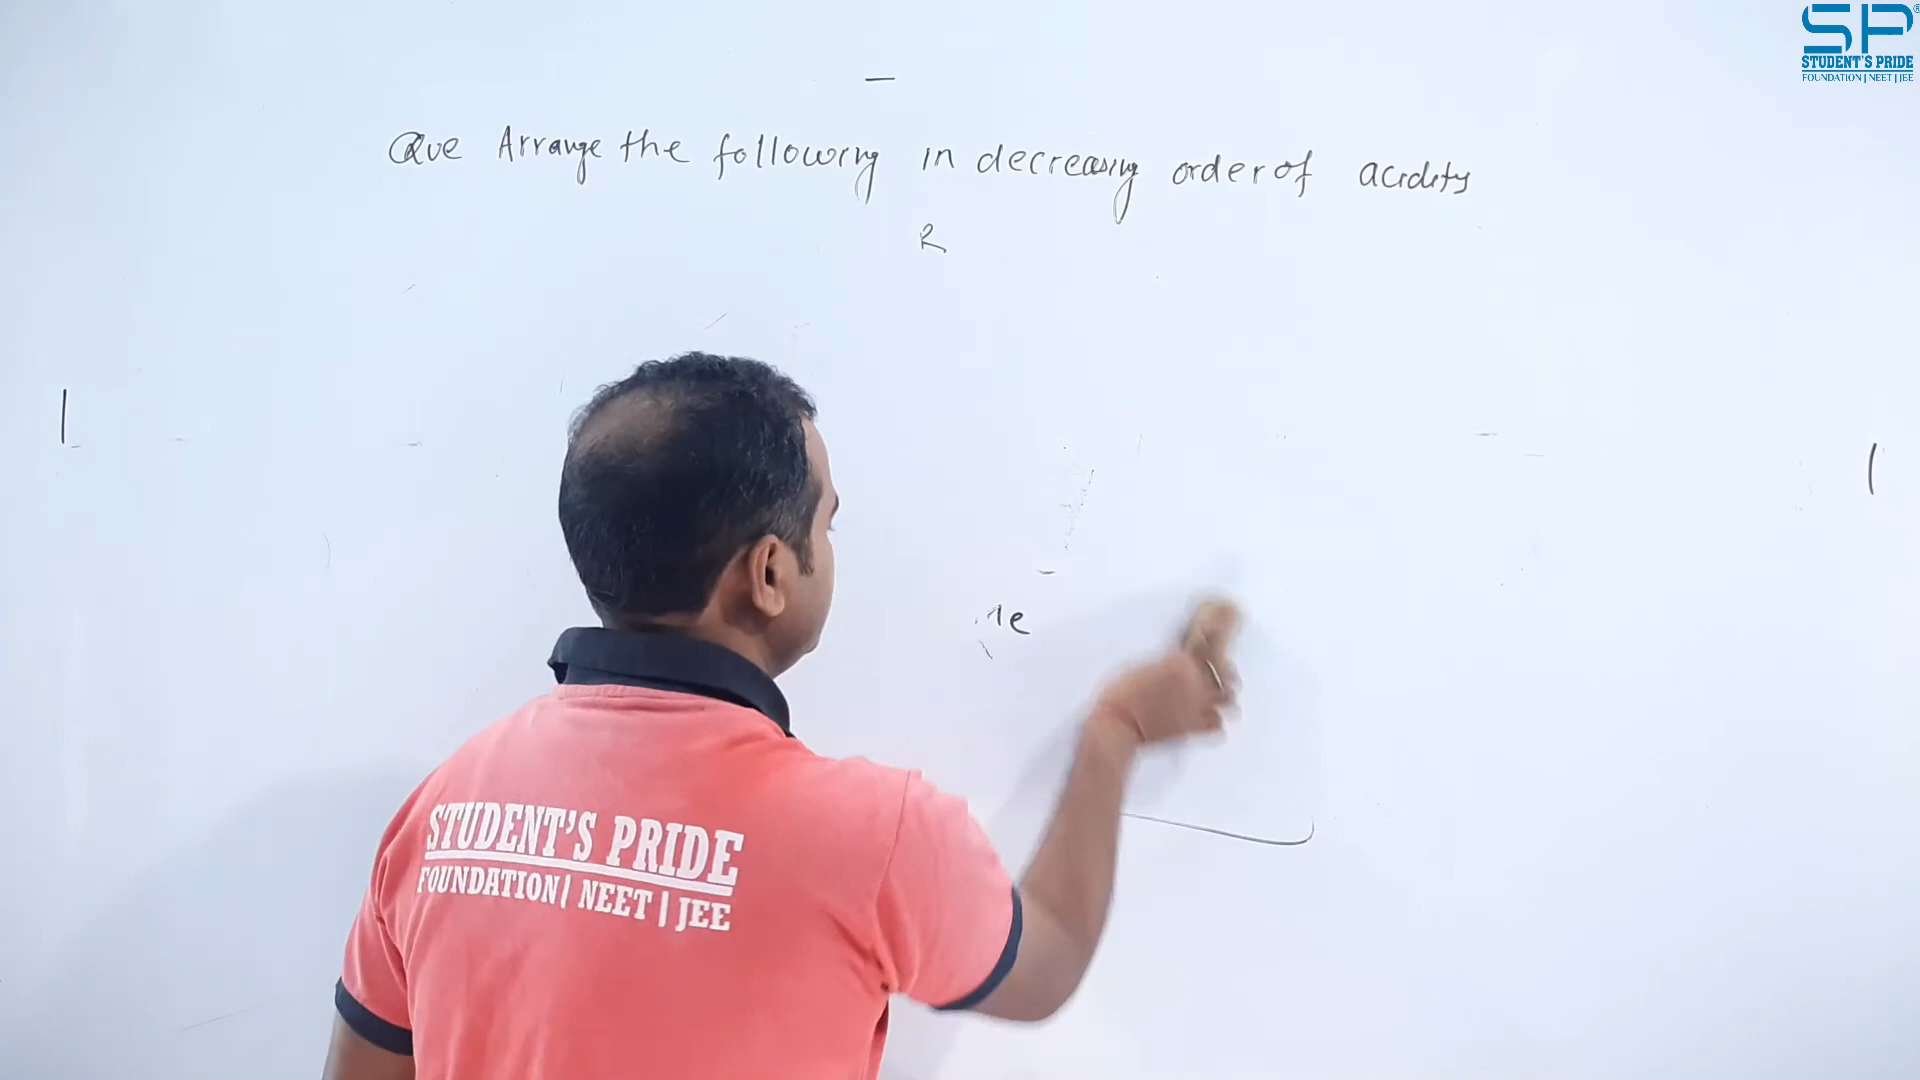 SP®
STUDENT'S PRIDE
FOUNDATION | NEET | JEE
Que Arrange the following in decreasing order of acidity
R
STUDENT'S PRIDE
FOUNDATION | NEET | JEE